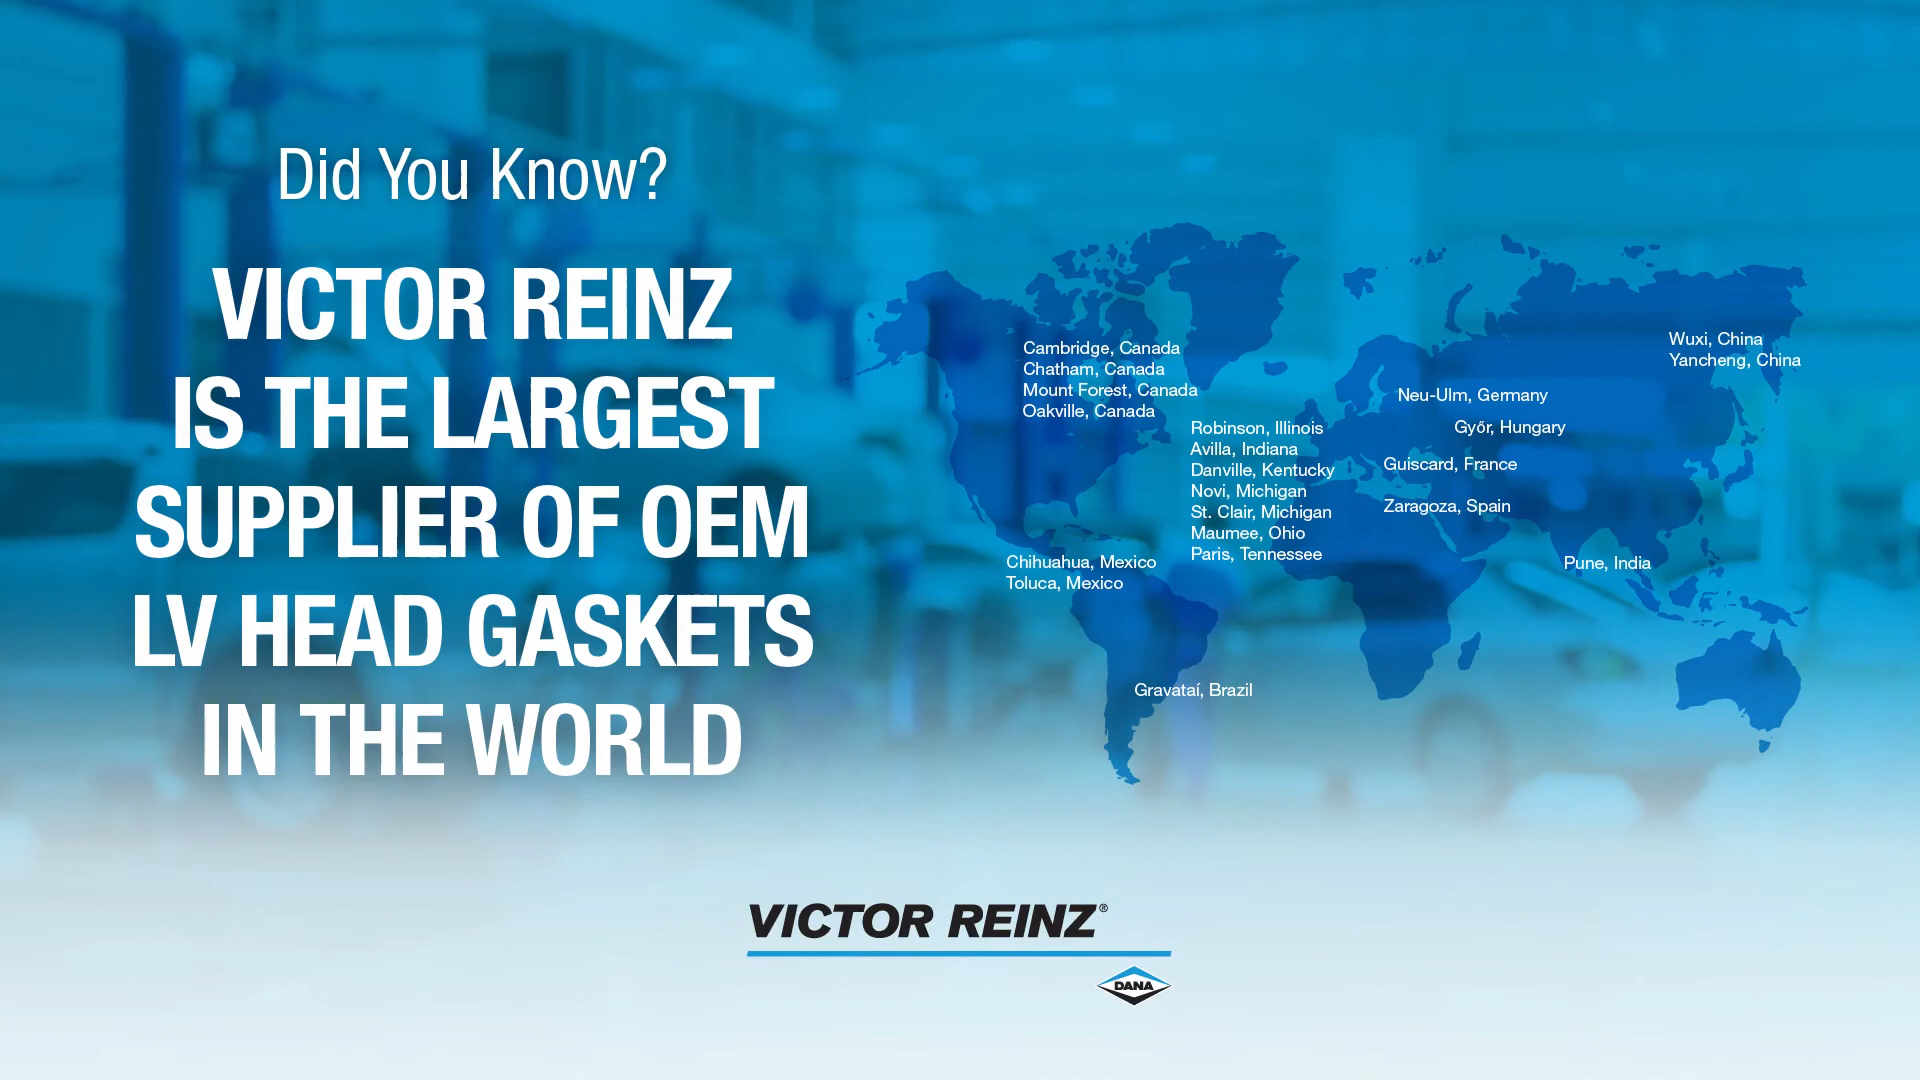 Did You Know?
VICTOR REINZ
IS THE LARGEST
SUPPLIER OF OEM
LV HEAD GASKETS
IN THE WORLD
Cambridge, Canada
Chatham, Canada
Mount Forest, Canada
Oakville, Canada
Robinson, Illinois
Avilla, Indiana
Danville, Kentucky
Novi, Michigan
St. Clair, Michigan
Maumee, Ohio
Paris, Tennessee
Chihuahua, Mexico
Toluca, Mexico
Gravataí, Brazil
Neu-Ulm, Germany
Győr, Hungary
Guiscard, France
Zaragoza, Spain
Pune, India
Wuxi, China
Yancheng, China
VICTOR REINZ®
DANA